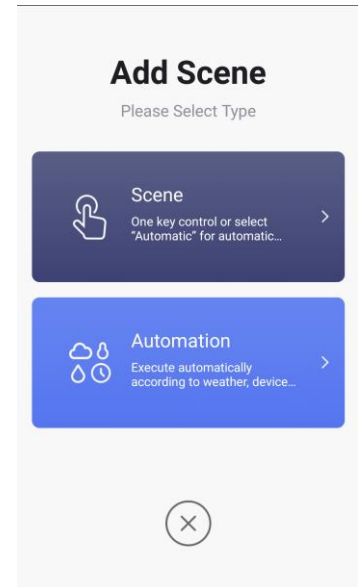 Add Scene
Please Select Type
Scene
One key control or select
"Automatic" for automatic...
Automation
Execute automatically
according to weather, device...